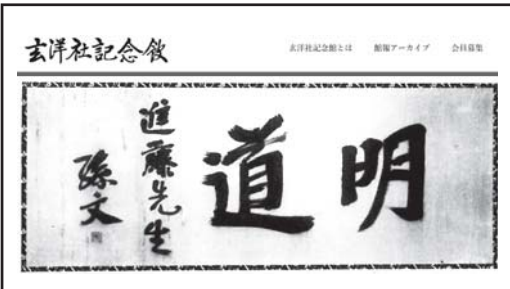 玄洋社記念館
玄洋社記念館とは 館報アーカイブ 会員募集
明道
進藤先生
孫文